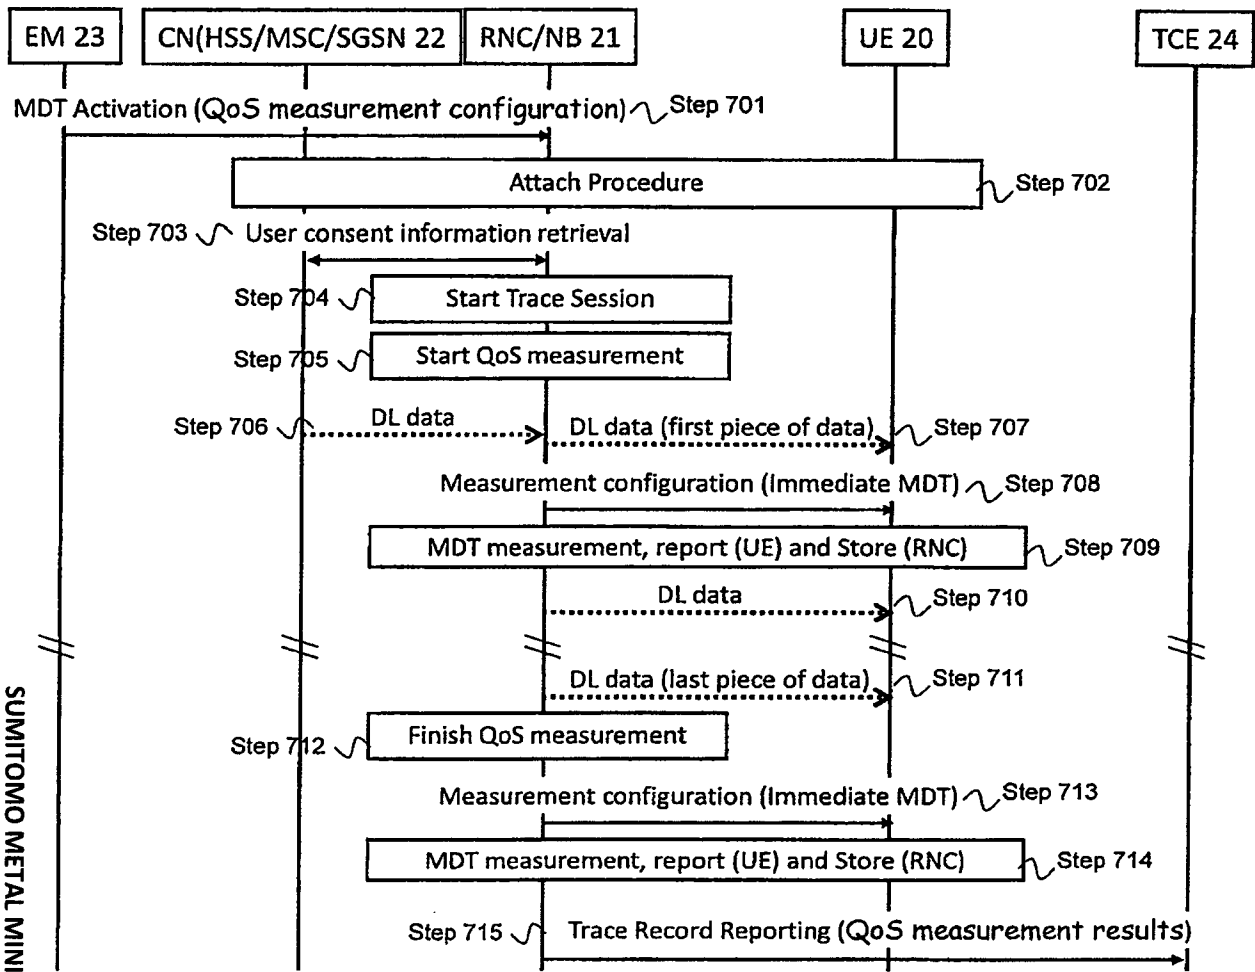 EM 23
CN(HSS/MSC/SGSN 22
RNC/NB 21
UE 20
TCE 24
MDT Activation (QoS measurement configuration) Step 701
Attach Procedure Step 702
Step 703 User consent information retrieval
Step 704 Start Trace Session
Step 705 Start QoS measurement
Step 706 DL data
DL data (first piece of data) Step 707
Measurement configuration (Immediate MDT) Step 708
MDT measurement, report (UE) and Store (RNC) Step 709
DL data Step 710
DL data (last piece of data) Step 711
Step 712 Finish QoS measurement
Measurement configuration (Immediate MDT) Step 713
MDT measurement, report (UE) and Store (RNC) Step 714
Step 715 Trace Record Reporting (QoS measurement results)
SUMITOMO METAL MINI